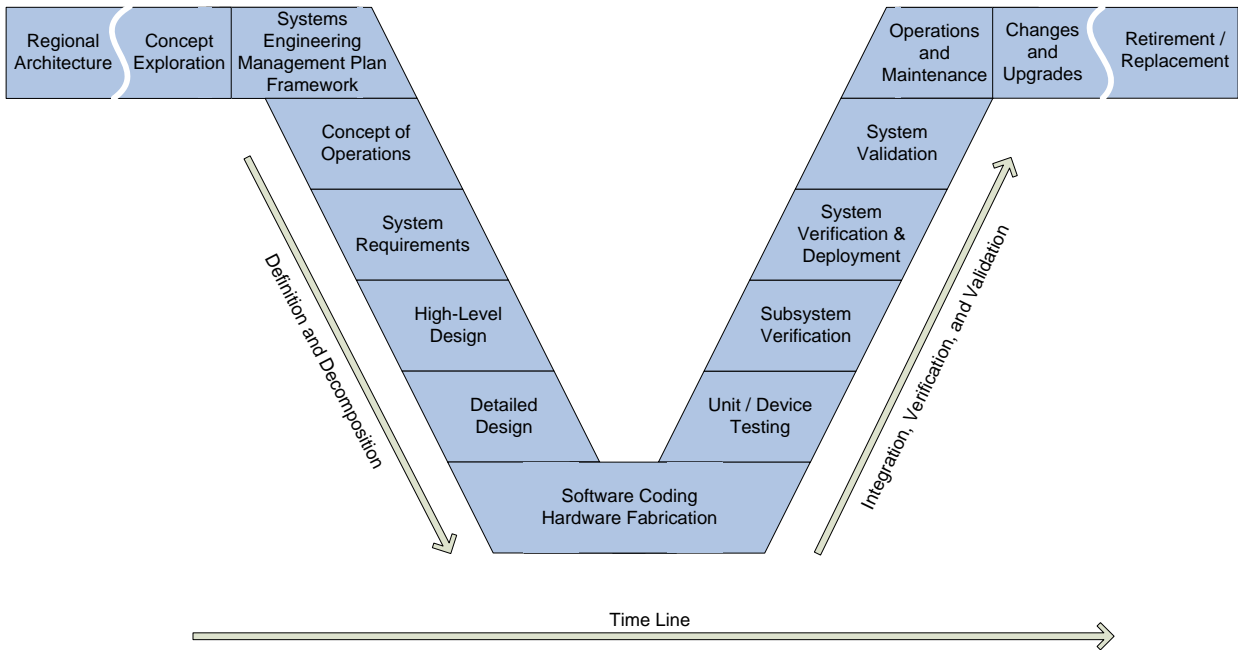 Regional
Architecture
Concept
Exploration
Systems
Engineering
Management Plan
Framework
Concept of
Operations
System
Requirements
High-Level
Design
Detailed
Design
Software Coding
Hardware Fabrication
Unit / Device
Testing
Subsystem
Verification
System
Verification &
Deployment
System
Validation
Operations
and
Maintenance
Changes
and
Upgrades
Retirement /
Replacement
Definition and Decomposition
Integration, Verification, and Validation
Time Line